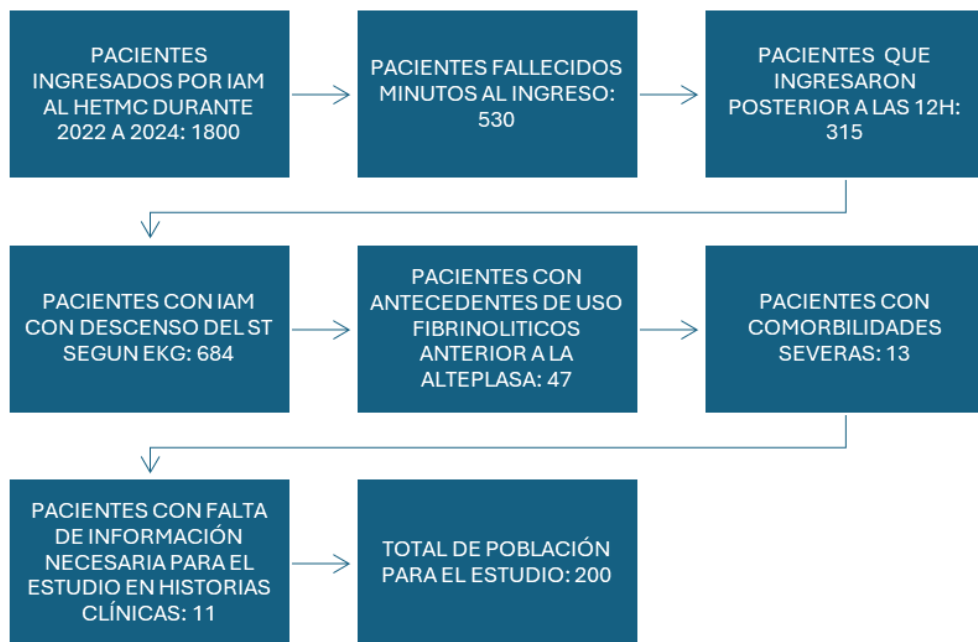 PACIENTES
INGRESADOS POR IAM
AL HETMC DURANTE
2022 A 2024: 1800
PACIENTES FALLECIDOS
MINUTOS AL INGRESO:
530
PACIENTES QUE
INGRESARON
POSTERIOR A LAS 12H:
315
PACIENTES CON IAM
CON DESCENSO DEL ST
SEGUN EKG: 684
PACIENTES CON
ANTECEDENTES DE USO
FIBRINOLITICOS
ANTERIOR A LA
ALTEPLASA: 47
PACIENTES CON
COMORBILIDADES
SEVERAS: 13
PACIENTES CON FALTA
DE INFORMACIÓN
NECESARIA PARA EL
ESTUDIO EN HISTORIAS
CLÍNICAS: 11
TOTAL DE POBLACIÓN
PARA EL ESTUDIO: 200